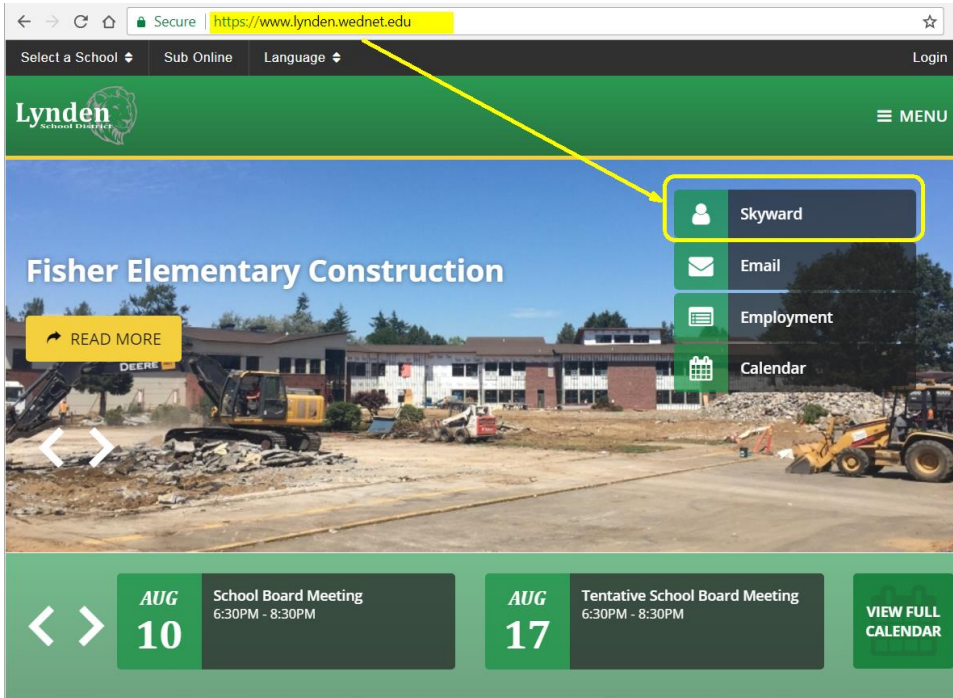 Secure
https://www.lynden.wednet.edu
Select a School
Sub Online
Language
Login
Lynden
School District
MENU
Skyward
Fisher Elementary Construction
Email
READ MORE
Employment
DEERE
Calendar
AUG
10
School Board Meeting
6:30PM - 8:30PM
AUG
17
Tentative School Board Meeting
6:30PM - 8:30PM
VIEW FULL
CALENDAR